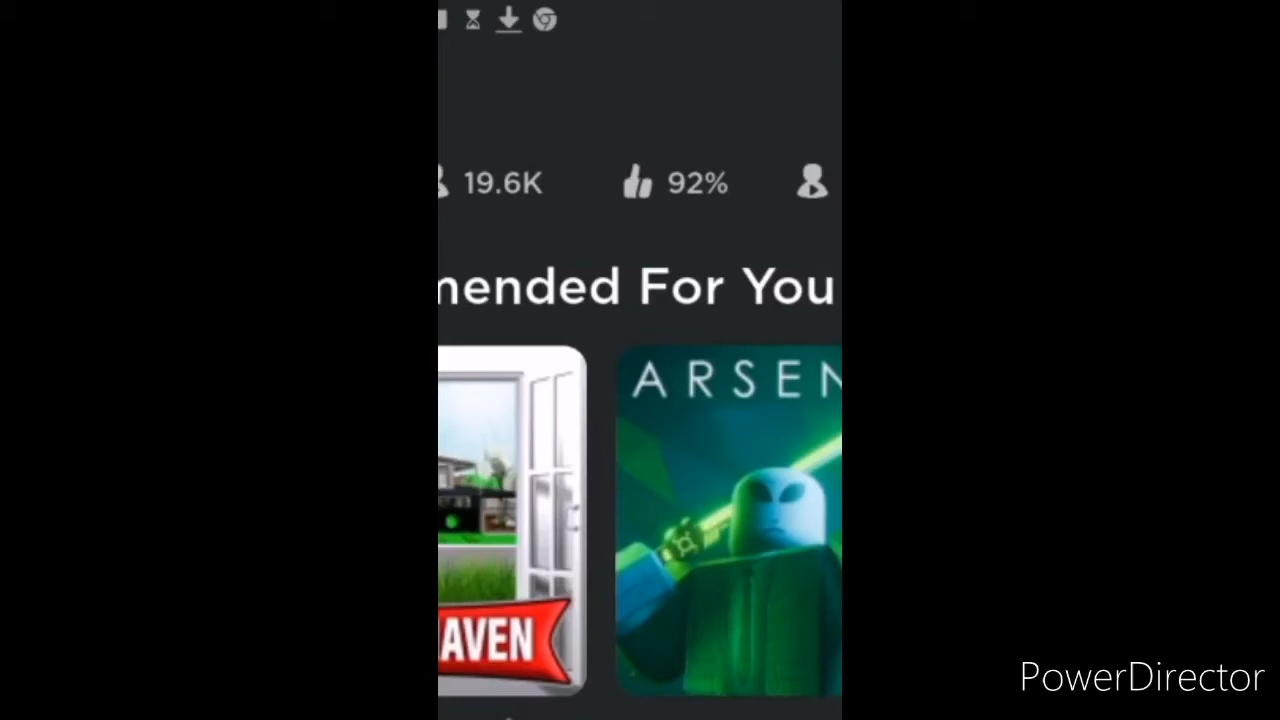 19.6K 92%
mended For You
ARSEN
AVEN
PowerDirector